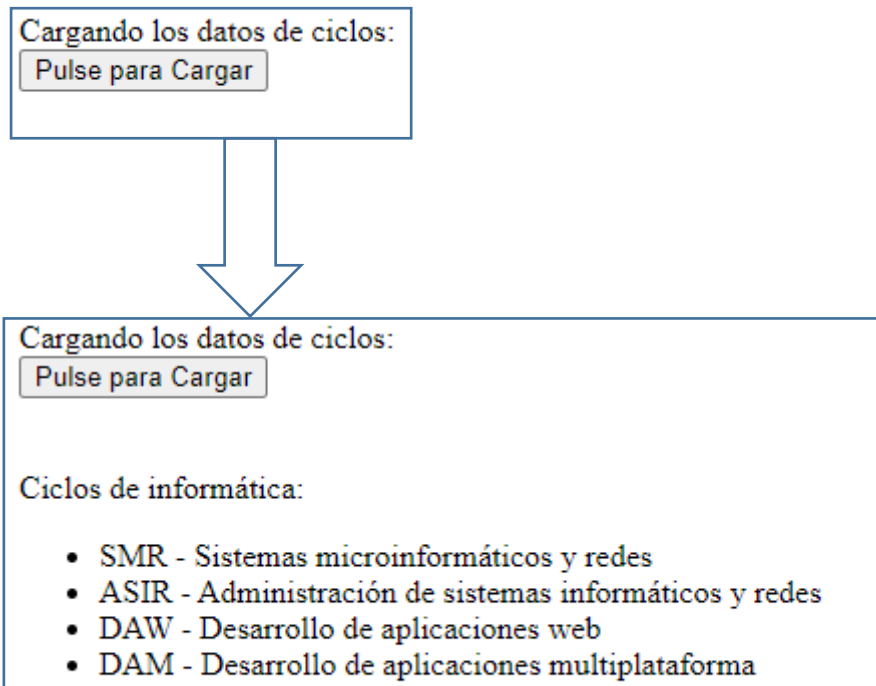 Cargando los datos de ciclos:
Pulse para Cargar
Cargando los datos de ciclos:
Pulse para Cargar
Ciclos de informática:
• SMR - Sistemas microinformáticos y redes
• ASIR - Administración de sistemas informáticos y redes
• DAW - Desarrollo de aplicaciones web
• DAM - Desarrollo de aplicaciones multiplataforma